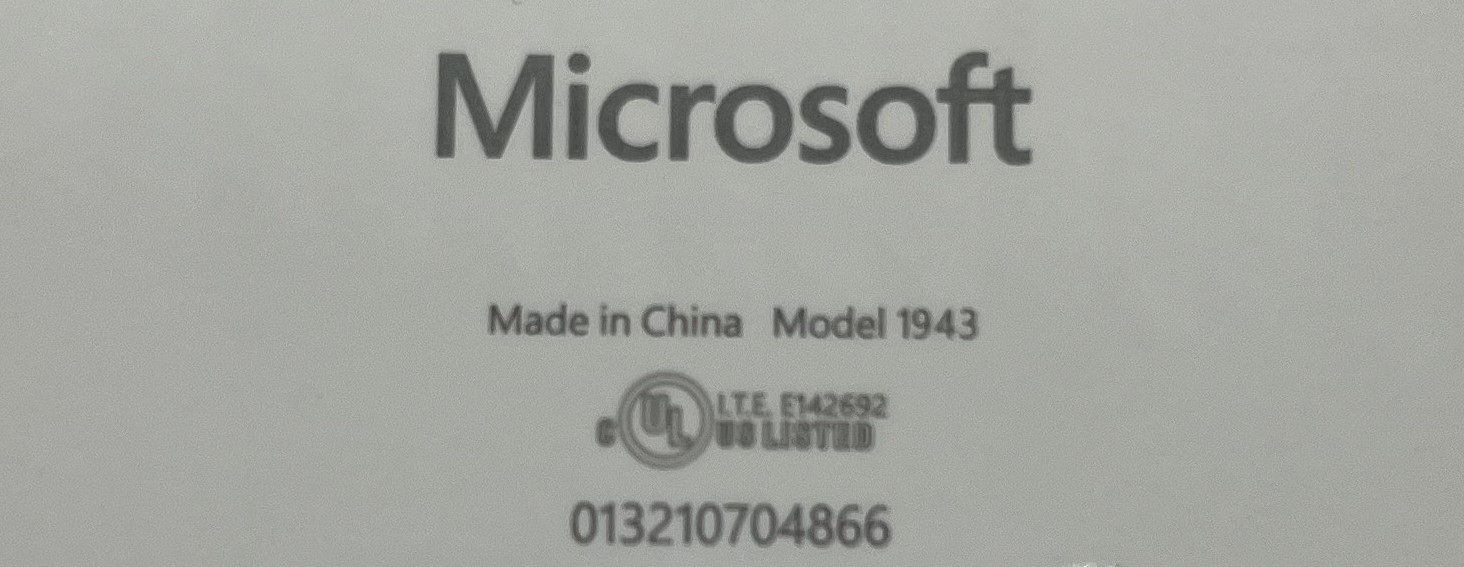 Microsoft
Made in China Model 1943
C UL I.T.E. E142692
US LISTED
013210704866